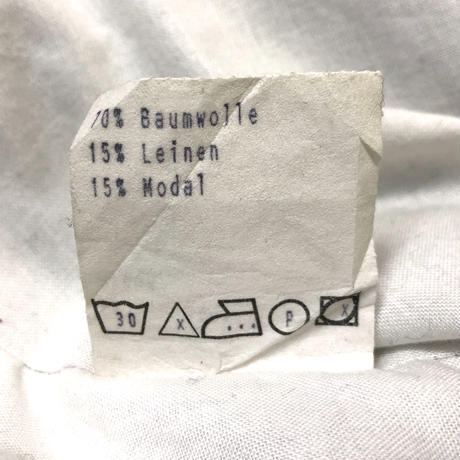 70% Baumwolle
15% Leinen
15% Modal
30 x ... P x